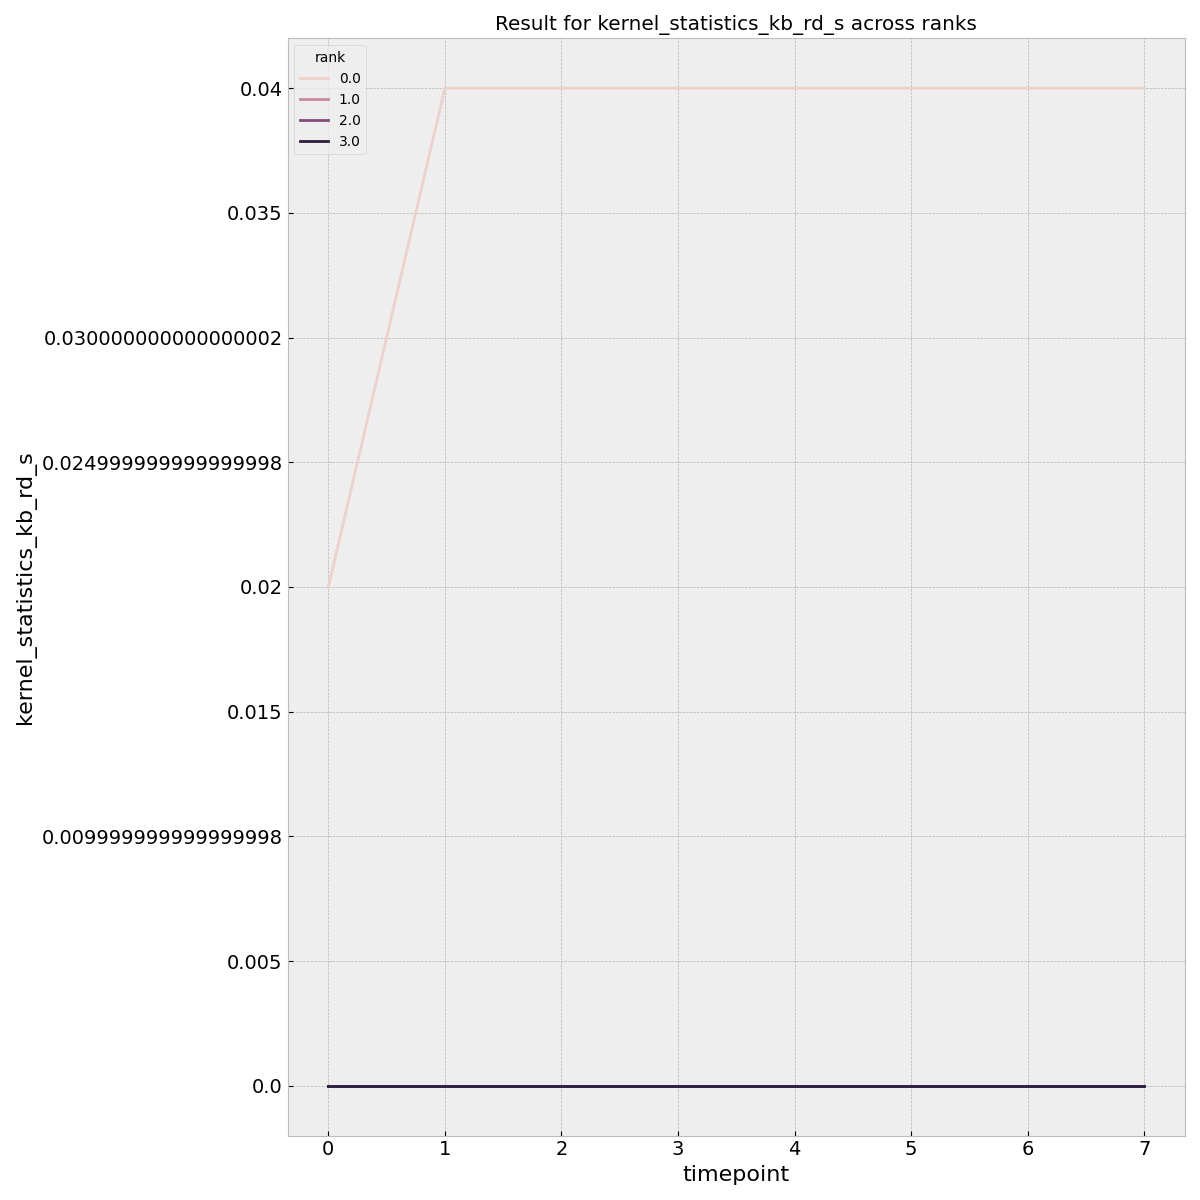 Result for kernel_statistics_kb_rd_s across ranks
rank
0.0
1.0
2.0
3.0
0.04
0.035
0.030000000000000002
0.024999999999999998
0.02
0.015
0.009999999999999998
0.005
0.0
kernel_statistics_kb_rd_s
0 1 2 3 4 5 6 7
timepoint